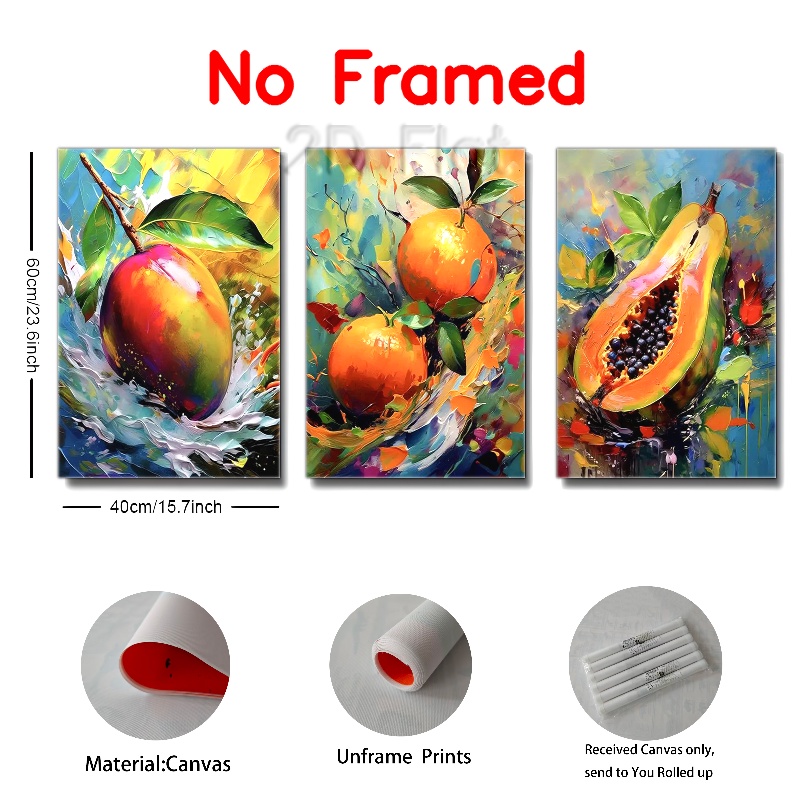 No Framed
2D Flat
60cm/23.6inch
40cm/15.7inch
Material:Canvas
Unframe Prints
Received Canvas only,
send to You Rolled up